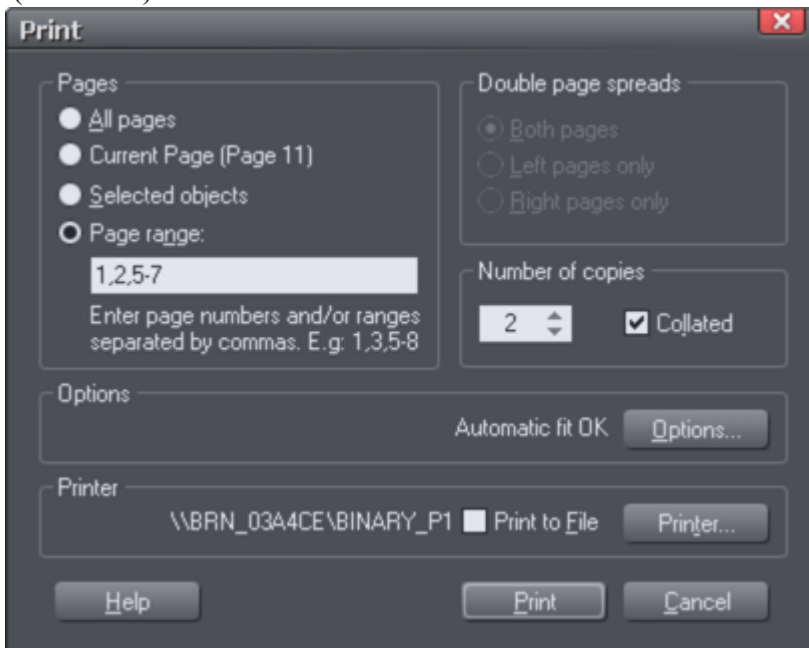 Print
Pages
All pages
Current Page (Page 11)
Selected objects
Page range:
1,2,5-7
Enter page numbers and/or ranges
separated by commas. E.g: 1,3,5-8
Double page spreads
Both pages
Left pages only
Right pages only
Number of copies
2
Collated
Options
Automatic fit OK
Options...
Printer
\\BRN_03A4CE\BINARY_P1
Print to File
Printer...
Help
Print
Cancel